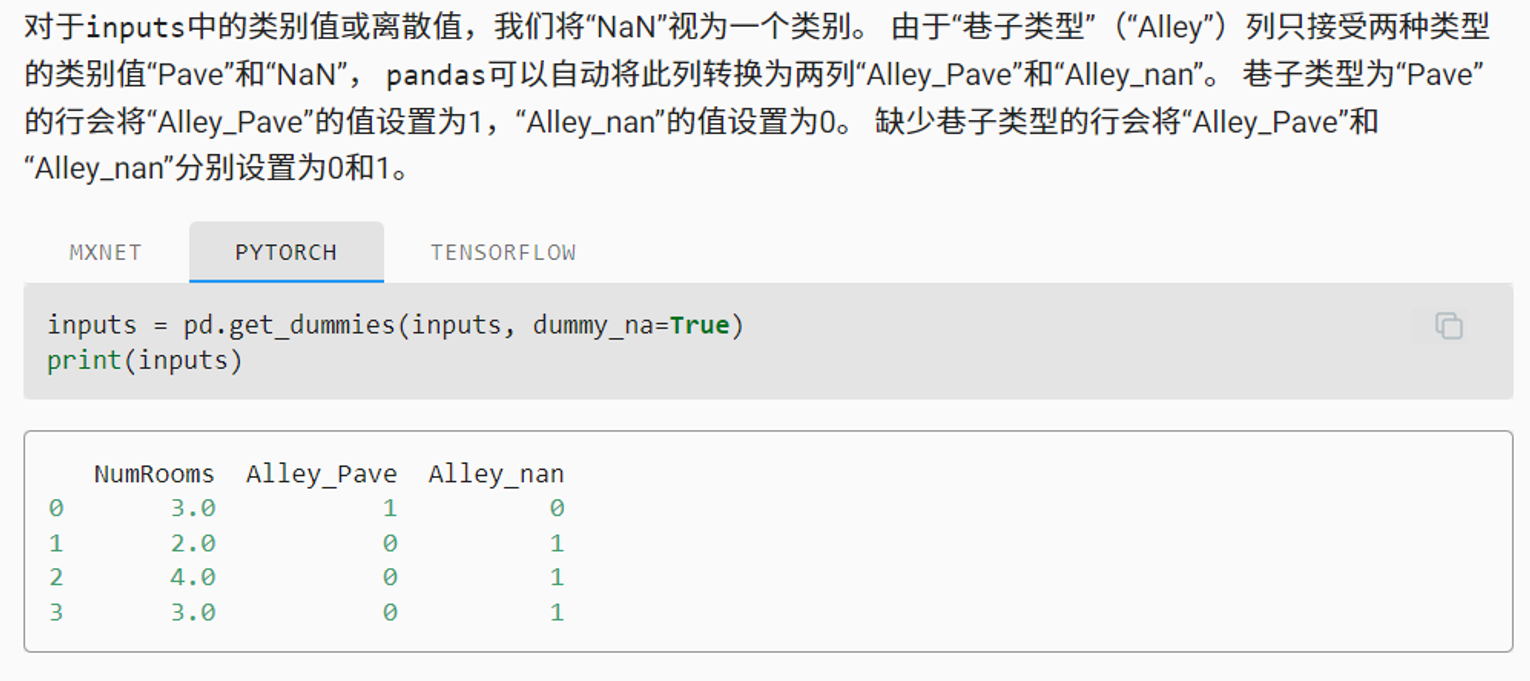 对于inputs中的类别值或离散值，我们将“NaN”视为一个类别。 由于“巷子类型”（“Alley”）列只接受两种类型
的类别值“Pave”和“NaN”， pandas可以自动将此列转换为两列“Alley_Pave”和“Alley_nan”。 巷子类型为“Pave”
的行会将“Alley_Pave”的值设置为1，“Alley_nan”的值设置为0。 缺少巷子类型的行会将“Alley_Pave”和
“Alley_nan”分别设置为0和1。
MXNET PYTORCH TENSORFLOW
inputs = pd.get_dummies(inputs, dummy_na=True)
print(inputs)
NumRooms Alley_Pave Alley_nan
0 3.0 1 0
1 2.0 0 1
2 4.0 0 1
3 3.0 0 1